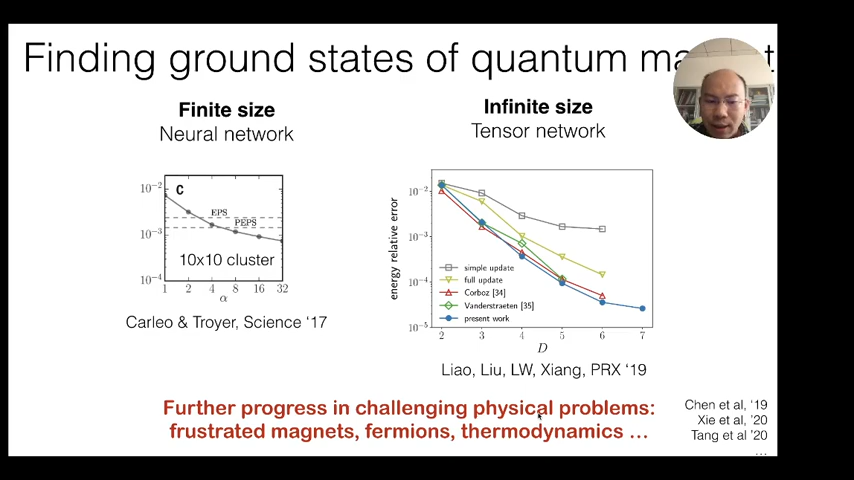 Finding ground states of quantum ma t
Finite size
Neural network
Infinite size
Tensor network
10⁻²
10⁻³
10⁻⁴
C
EPS
PEPS
10x10 cluster
1 2 4 8 16 32
α
Carleo & Troyer, Science ‘17
energy relative error
10⁻²
10⁻³
10⁻⁴
10⁻⁵
simple update
full update
Corboz [34]
Vanderstraeten [35]
present work
2 3 4 5 6 7
D
Liao, Liu, LW, Xiang, PRX ‘19
Further progress in challenging physical problems:
frustrated magnets, fermions, thermodynamics …
Chen et al, ‘19
Xie et al, ‘20
Tang et al ‘20
…